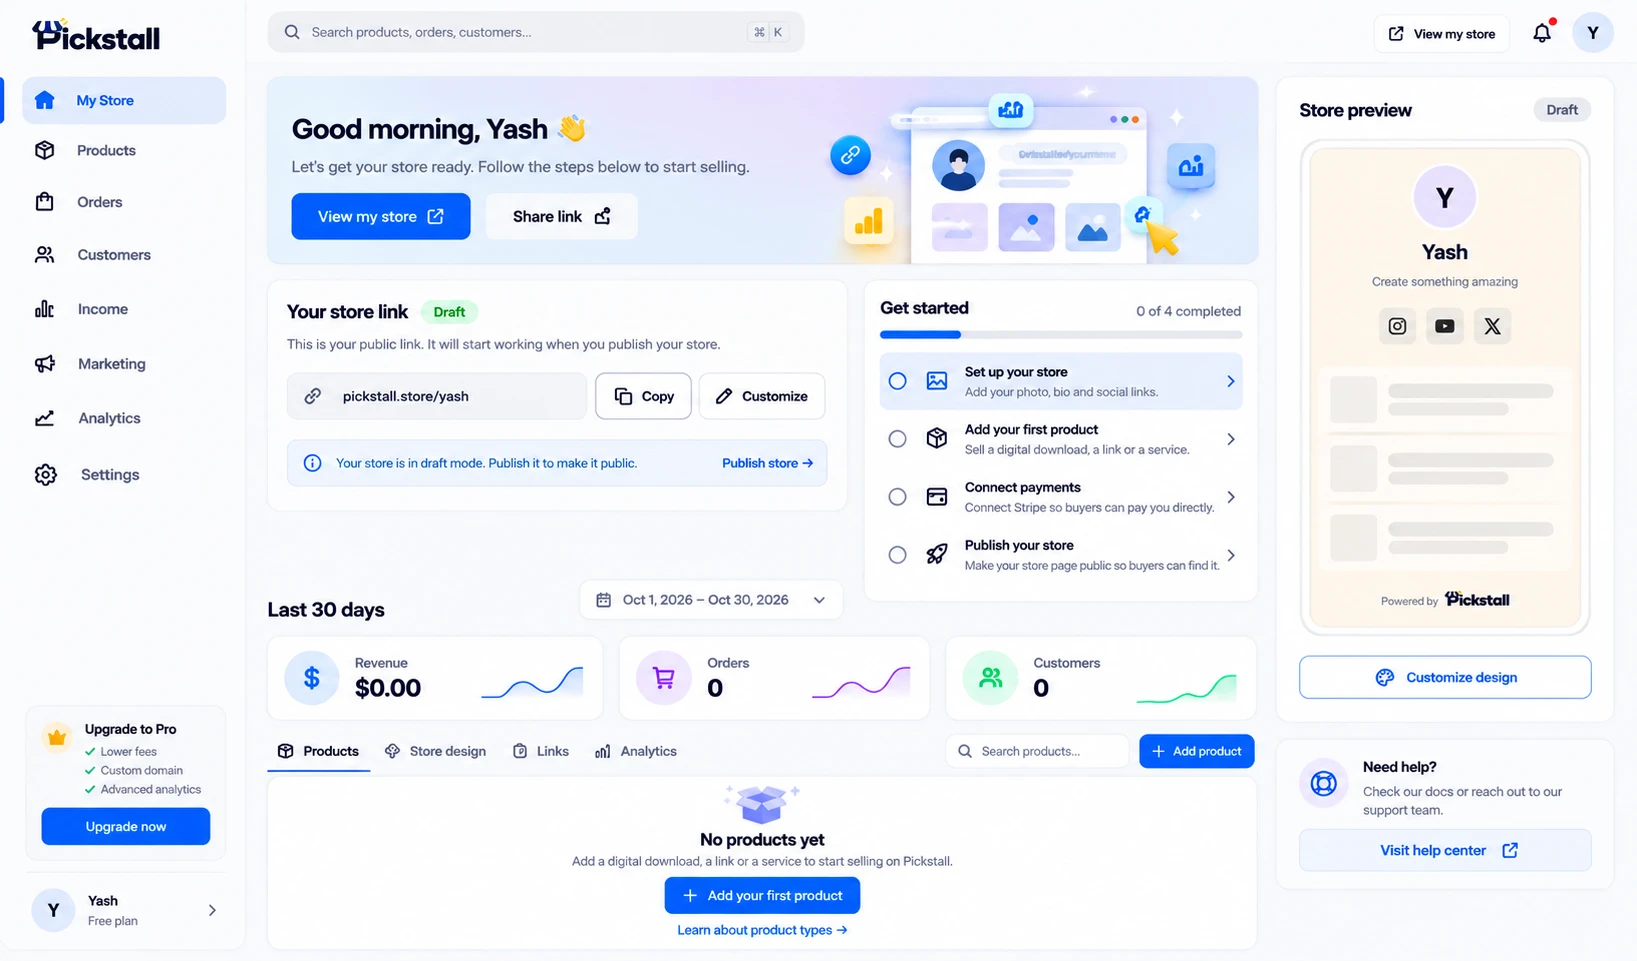 Pickstall
Search products, orders, customers...
⌘ K
View my store
Y
My Store
Products
Orders
Customers
Income
Marketing
Analytics
Settings
Upgrade to Pro
Lower fees
Custom domain
Advanced analytics
Upgrade now
Y
Yash
Free plan
Good morning, Yash 👋
Let's get your store ready. Follow the steps below to start selling.
View my store
Share link
Your store link
Draft
This is your public link. It will start working when you publish your store.
pickstall.store/yash
Copy
Customize
Your store is in draft mode. Publish it to make it public.
Publish store →
Get started
0 of 4 completed
Set up your store
Add your photo, bio and social links.
Add your first product
Sell a digital download, a link or a service.
Connect payments
Connect Stripe so buyers can pay you directly.
Publish your store
Make your store page public so buyers can find it.
Last 30 days
Oct 1, 2026 – Oct 30, 2026
Revenue
$0.00
Orders
0
Customers
0
Products
Store design
Links
Analytics
Search products...
+ Add product
No products yet
Add a digital download, a link or a service to start selling on Pickstall.
+ Add your first product
Learn about product types →
Store preview
Draft
Y
Yash
Create something amazing
Powered by Pickstall
Customize design
Need help?
Check our docs or reach out to our
support team.
Visit help center